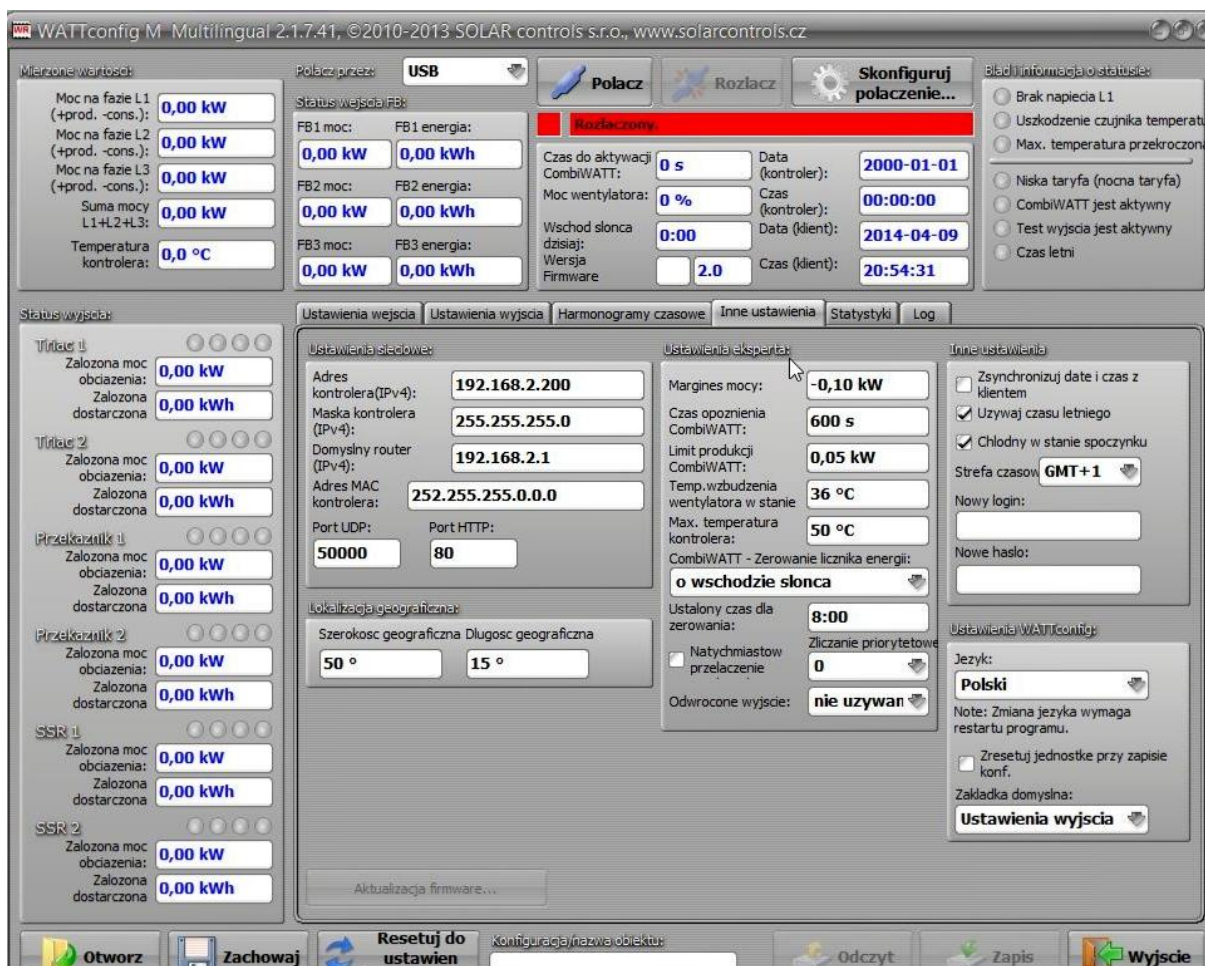 WATTconfig M Multilingual 2.1.7.41, ©2010-2013 SOLAR controls s.r.o., www.solarcontrols.cz
Mierzone wartosci:
Moc na fazie L1
(+prod. -cons.):
0,00 kW
Moc na fazie L2
(+prod. -cons.):
0,00 kW
Moc na fazie L3
(+prod. -cons.):
0,00 kW
Suma mocy
L1+L2+L3:
0,00 kW
Temperatura
kontrolera:
0,0 °C
Polacz przez:
USB
Status wejscia FB:
FB1 moc: FB1 energia:
0,00 kW 0,00 kWh
FB2 moc: FB2 energia:
0,00 kW 0,00 kWh
FB3 moc: FB3 energia:
0,00 kW 0,00 kWh
Polacz
Rozlacz
Skonfiguruj
polaczenie...
Rozlaczony.
Czas do aktywacji
CombiWATT:
0 s
Moc wentylatora:
0 %
Wschod slonca
dzisiaj:
0:00
Wersja
Firmware
2.0
Data
(kontroler):
2000-01-01
Czas
(kontroler):
00:00:00
Data (klient):
2014-04-09
Czas (klient):
20:54:31
Blad i informacja o statusie:
Brak napiecia L1
Uszkodzenie czujnika temperatu
Max. temperatura przekroczona
Niska taryfa (nocna taryfa)
CombiWATT jest aktywny
Test wyjscia jest aktywny
Czas letni
Status wyjscia:
Triac 1
Zalozona moc
obciazenia:
0,00 kW
Zalozona
dostarczona
0,00 kWh
Triac 2
Zalozona moc
obciazenia:
0,00 kW
Zalozona
dostarczona
0,00 kWh
Przekaznik 1
Zalozona moc
obciazenia:
0,00 kW
Zalozona
dostarczona
0,00 kWh
Przekaznik 2
Zalozona moc
obciazenia:
0,00 kW
Zalozona
dostarczona
0,00 kWh
SSR 1
Zalozona moc
obciazenia:
0,00 kW
Zalozona
dostarczona
0,00 kWh
SSR 2
Zalozona moc
obciazenia:
0,00 kW
Zalozona
dostarczona
0,00 kWh
Ustawienia wejscia Ustawienia wyjscia Harmonogramy czasowe Inne ustawienia Statystyki Log
Ustawienia sieciowe:
Adres
kontrolera(IPv4):
192.168.2.200
Maska kontrolera
(IPv4):
255.255.255.0
Domyslny router
(IPv4):
192.168.2.1
Adres MAC
kontrolera:
252.255.255.0.0.0
Port UDP: Port HTTP:
50000 80
Lokalizacja geograficzna:
Szerokosc geograficzna Dlugosc geograficzna
50 ° 15 °
Aktualizacja firmware...
Ustawienia eksperta:
Margines mocy:
-0,10 kW
Czas opoznienia
CombiWATT:
600 s
Limit produkcji
CombiWATT:
0,05 kW
Temp.wzbudzenia
wentylatora w stanie
36 °C
Max. temperatura
kontrolera:
50 °C
CombiWATT - Zerowanie licznika energii:
o wschodzie slonca
Ustalony czas dla
zerowania:
8:00
Natychmiastow
przelaczenie
Zliczanie priorytetowe
0
Odwrocone wyjscie:
nie uzywan
Inne ustawienia
Zsynchronizuj date i czas z
klientem
Uzywaj czasu letniego
Chlodny w stanie spoczynku
Strefa czasow GMT+1
Nowy login:
Nowe haslo:
Ustawienia WATTconfig:
Jezyk:
Polski
Note: Zmiana jezyka wymaga
restartu programu.
Zresetuj jednostke przy zapisie
konf.
Zakladka domyslna:
Ustawienia wyjscia
Otworz
Zachowaj
Resetuj do
ustawien
Konfiguracja/nazwa obiektu:
Odczyt
Zapis
Wyjscie